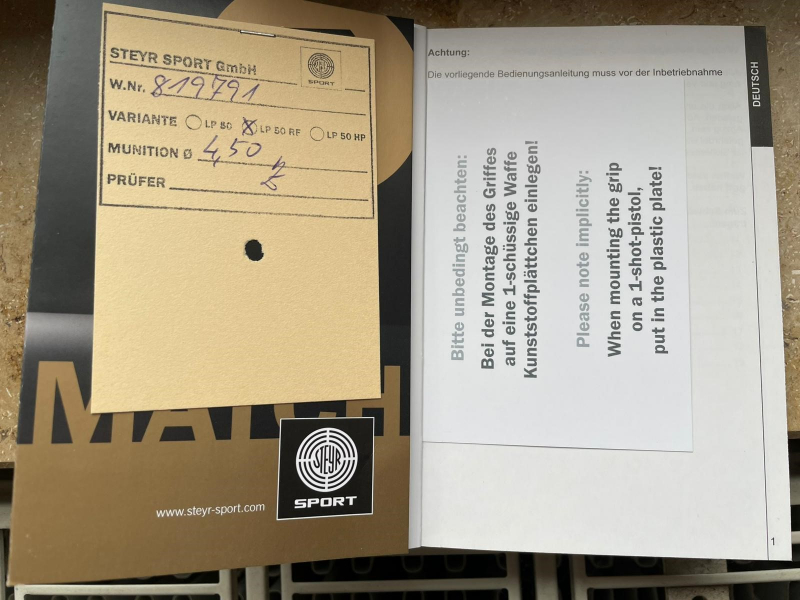 STEYR SPORT GmbH
SPORT
W.Nr. 819791
VARIANTE LP 50 LP 50 RF LP 50 HP
MUNITION Ø 4,50
PRÜFER
MATCH
STEYR
SPORT
www.steyr-sport.com
Achtung:
Die vorliegende Bedienungsanleitung muss vor der Inbetriebnahme
DEUTSCH
Bitte unbedingt beachten:
Bei der Montage des Griffes
auf eine 1-schüssige Waffe
Kunststoffplättchen einlegen!
Please note implicitly:
When mounting the grip
on a 1-shot-pistol,
put in the plastic plate!
1